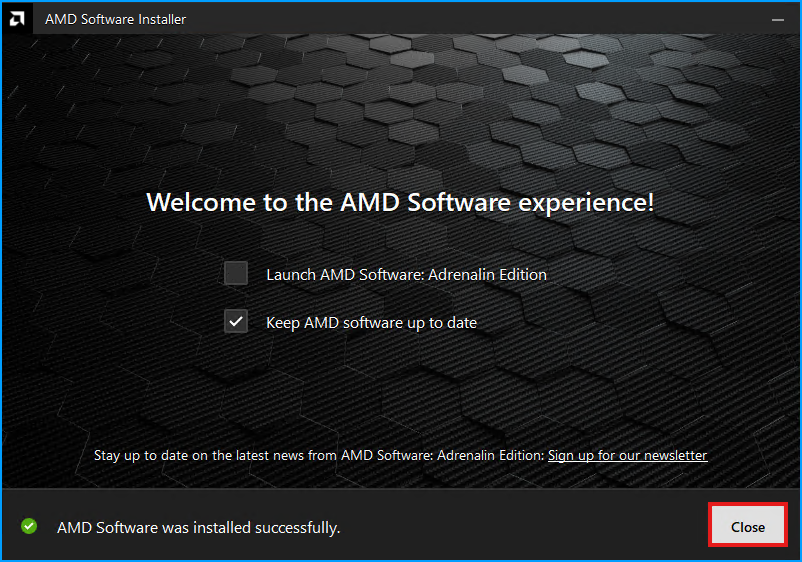 AMD Software Installer
Welcome to the AMD Software experience!
Launch AMD Software: Adrenalin Edition
Keep AMD software up to date
Stay up to date on the latest news from AMD Software: Adrenalin Edition: Sign up for our newsletter
AMD Software was installed successfully.
Close